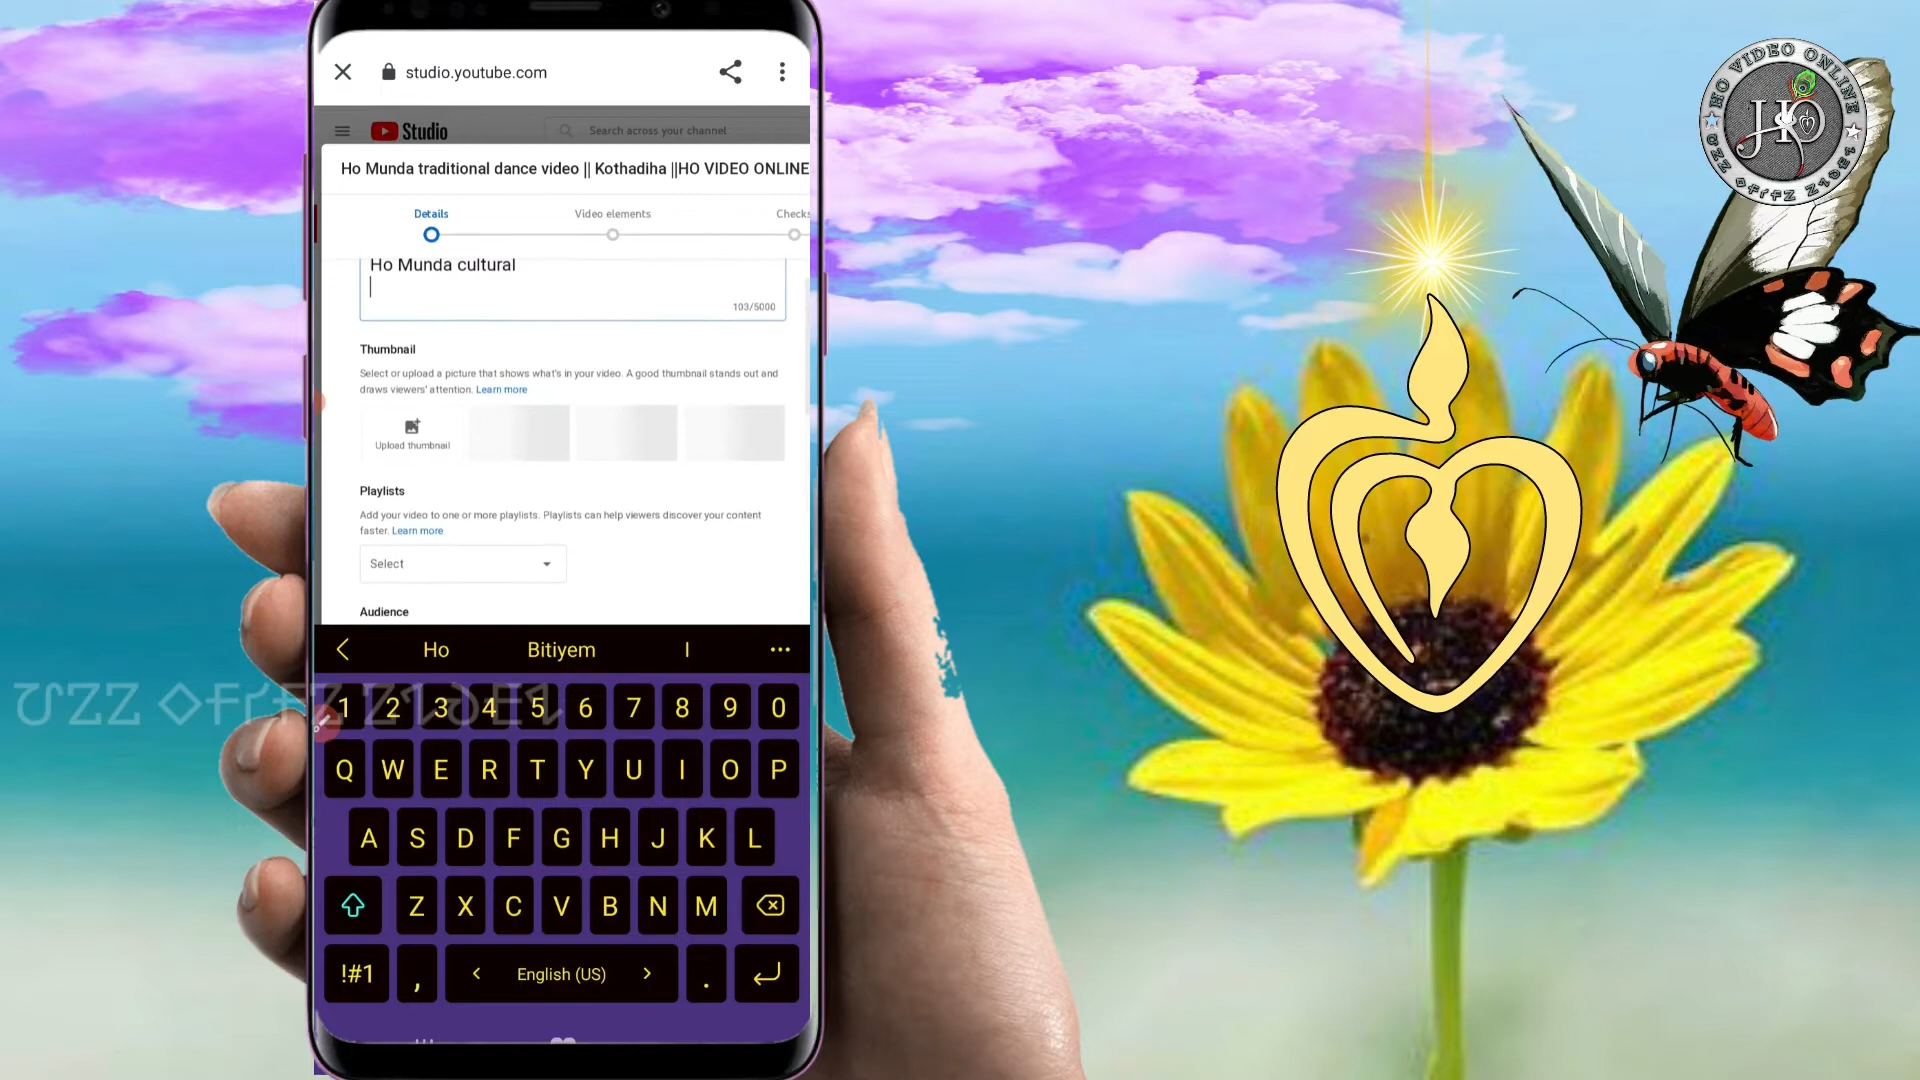 studio.youtube.com
Studio
Search across your channel
Ho Munda traditional dance video || Kothadiha ||HO VIDEO ONLINE
Details
Video elements
Checks
Ho Munda cultural
103/5000
Thumbnail
Select or upload a picture that shows what's in your video. A good thumbnail stands out and
draws viewers' attention. Learn more
Upload thumbnail
Playlists
Add your video to one or more playlists. Playlists can help viewers discover your content
faster. Learn more
Select
Audience
Ho Bitiyem I
1 2 3 4 5 6 7 8 9 0
Q W E R T Y U I O P
A S D F G H J K L
Z X C V B N M
!#1 , < English (US) > .
HO VIDEO ONLINE
HO